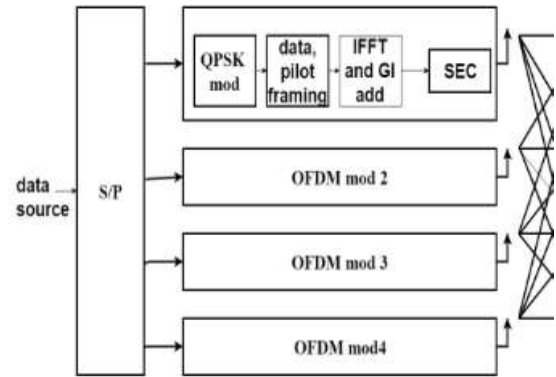 QPSK
mod
data,
pilot
framing
IFFT
and GI
add
SEC
data
source
S/P
OFDM mod 2
OFDM mod 3
OFDM mod4